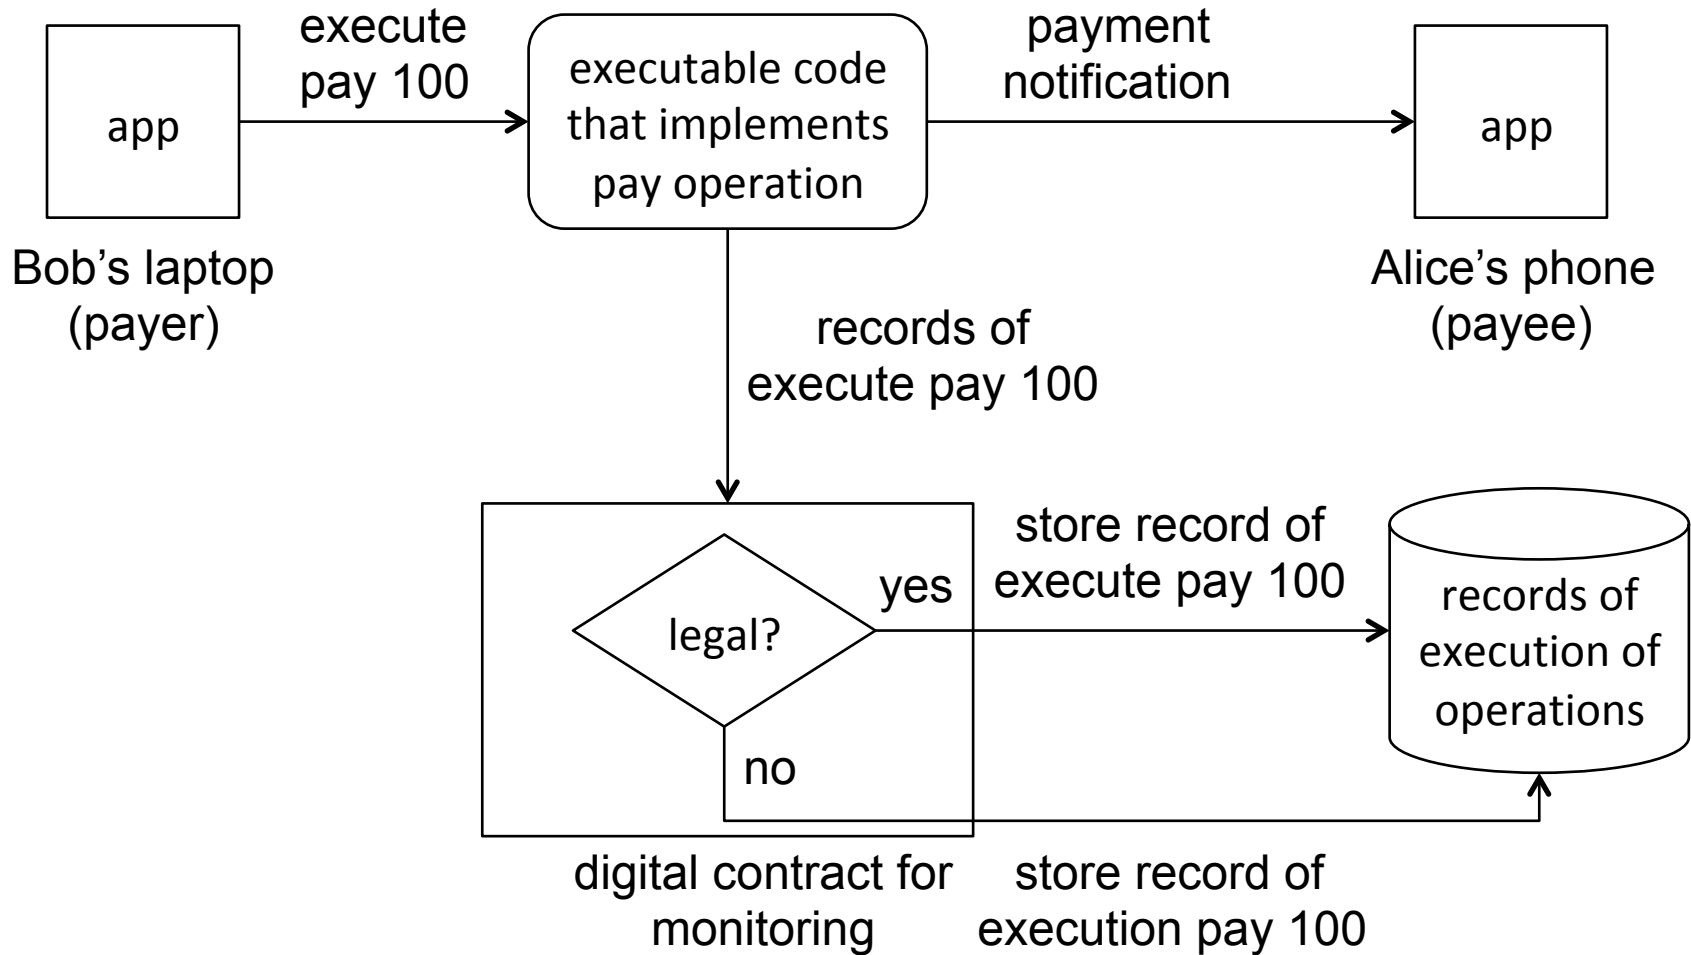 execute
pay 100
payment
notification
app
executable code
that implements
pay operation
app
Bob’s laptop
(payer)
Alice’s phone
(payee)
records of
execute pay 100
store record of
execute pay 100
yes
legal?
no
records of
execution of
operations
digital contract for
monitoring
store record of
execution pay 100